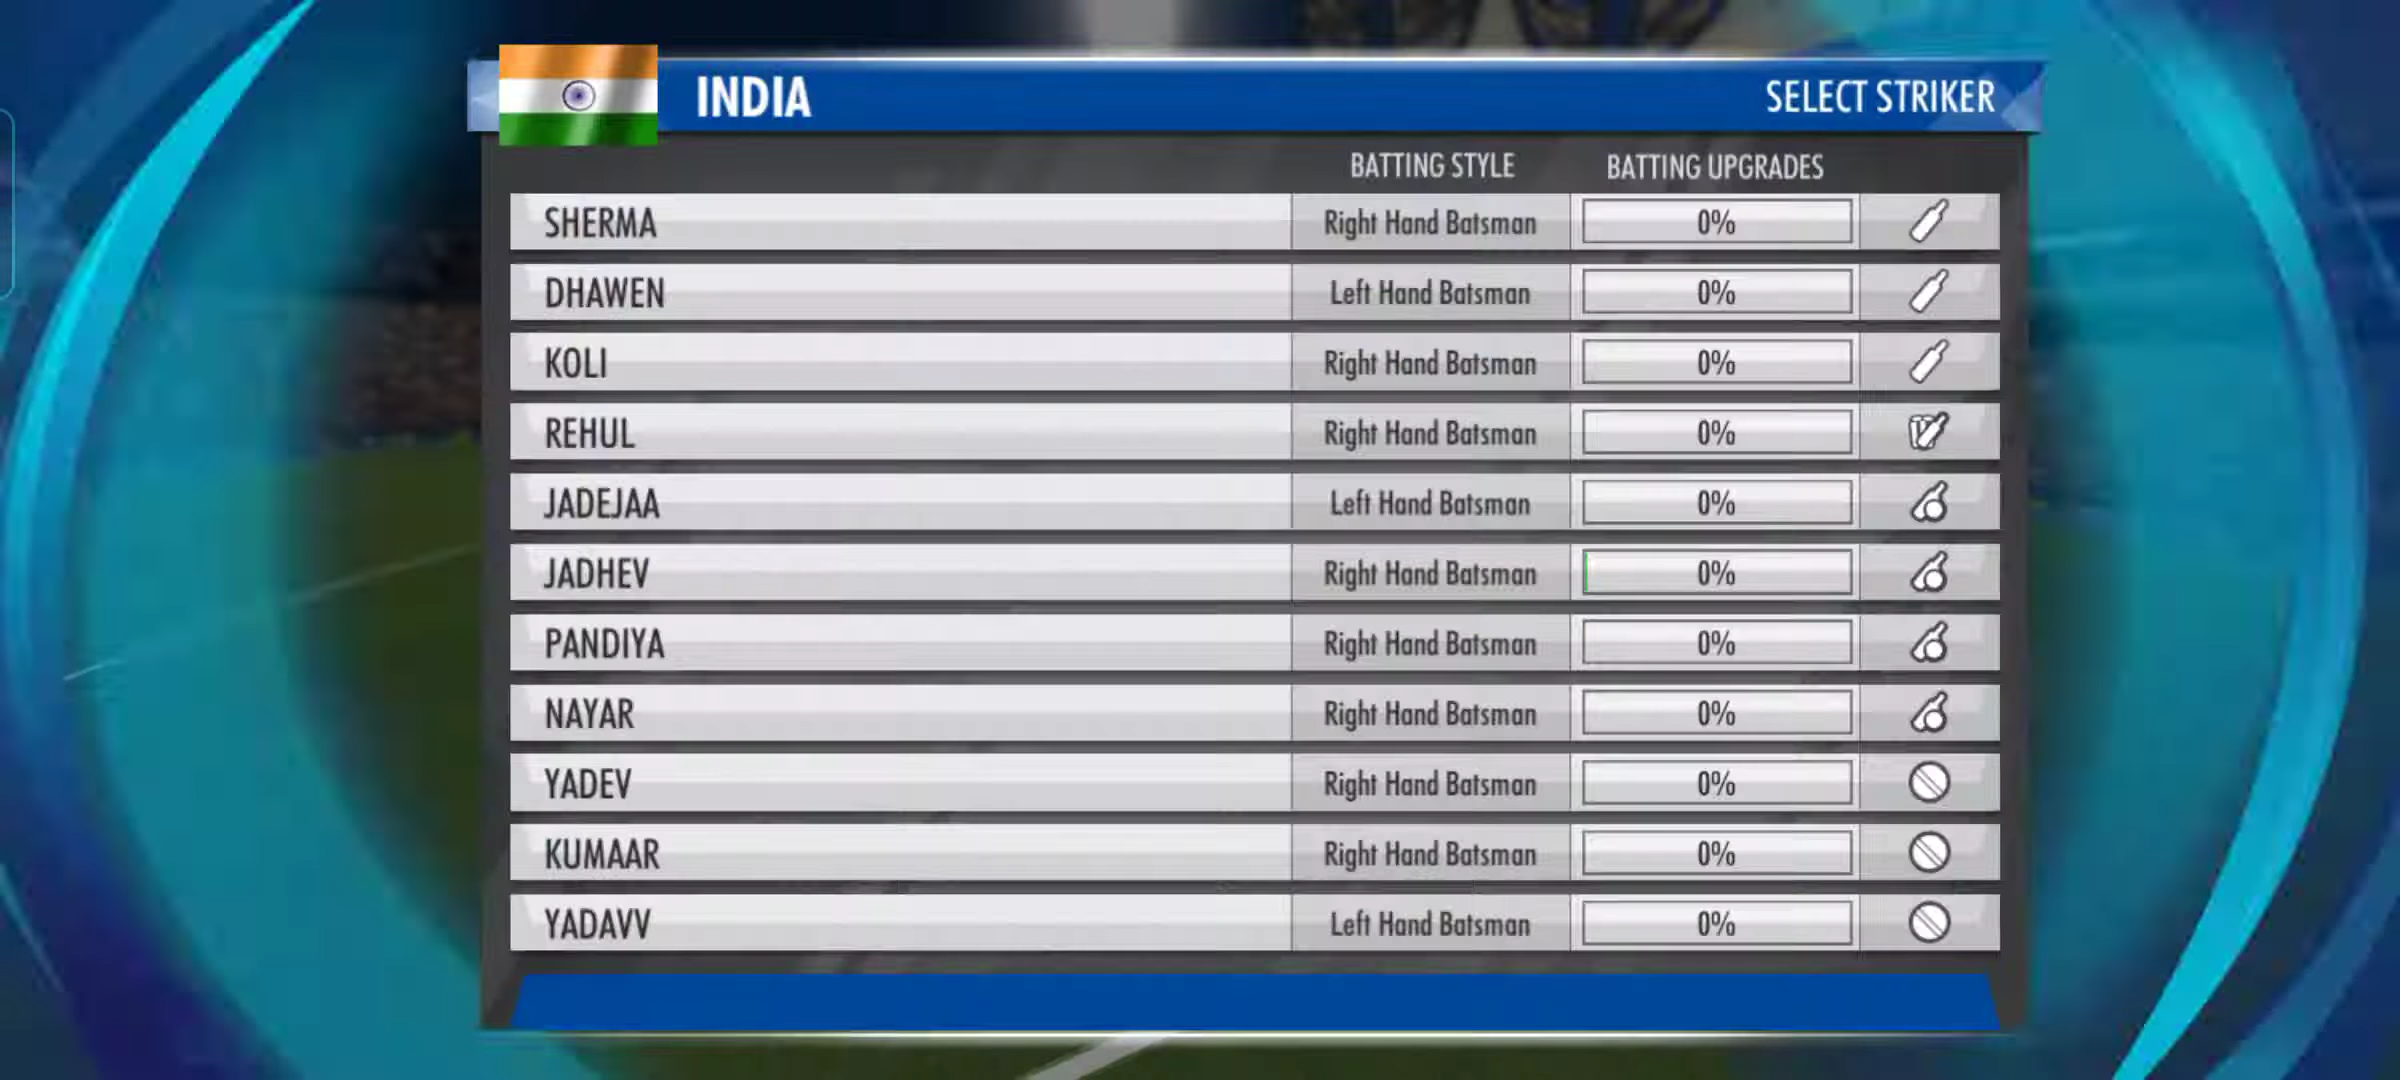 INDIA SELECT STRIKER
BATTING STYLE BATTING UPGRADES
SHERMA Right Hand Batsman 0%
DHAWEN Left Hand Batsman 0%
KOLI Right Hand Batsman 0%
REHUL Right Hand Batsman 0%
JADEJAA Left Hand Batsman 0%
JADHEV Right Hand Batsman 0%
PANDIYA Right Hand Batsman 0%
NAYAR Right Hand Batsman 0%
YADEV Right Hand Batsman 0%
KUMAAR Right Hand Batsman 0%
YADAVV Left Hand Batsman 0%